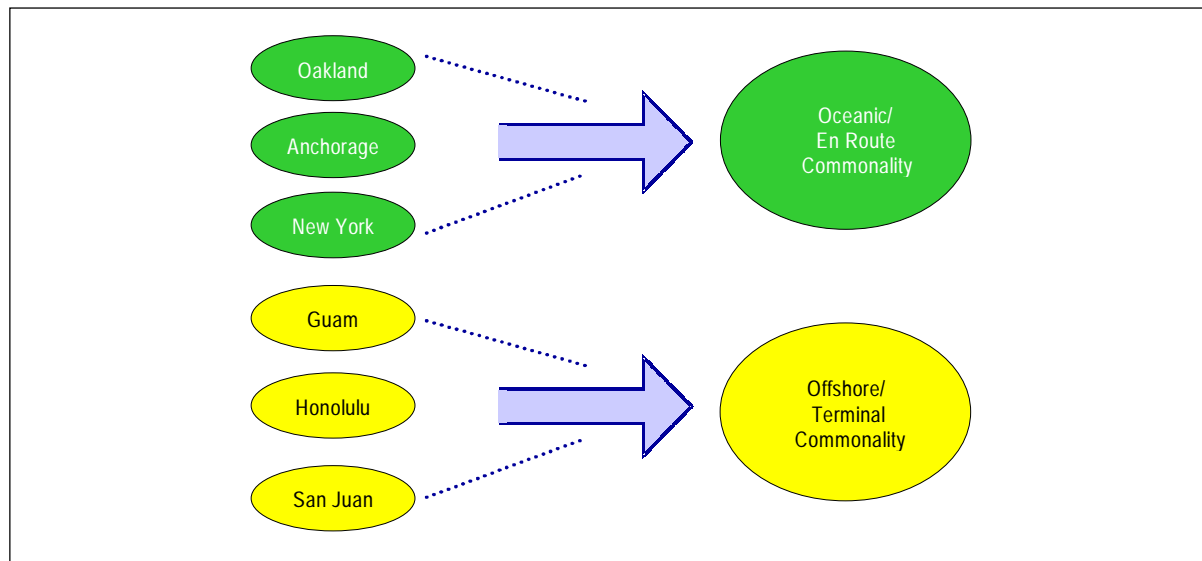 Oakland
Anchorage
New York
Oceanic/
En Route
Commonality
Guam
Honolulu
San Juan
Offshore/
Terminal
Commonality